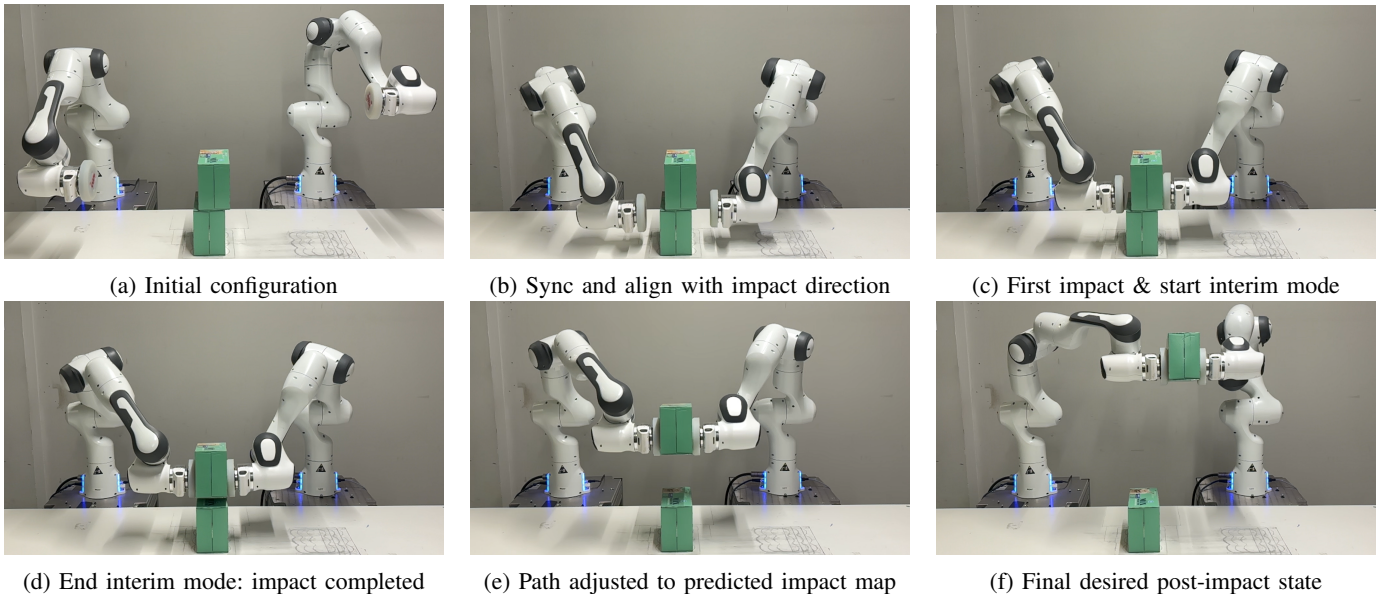 (a) Initial configuration
(b) Sync and align with impact direction
(c) First impact & start interim mode
(d) End interim mode: impact completed
(e) Path adjusted to predicted impact map
(f) Final desired post-impact state